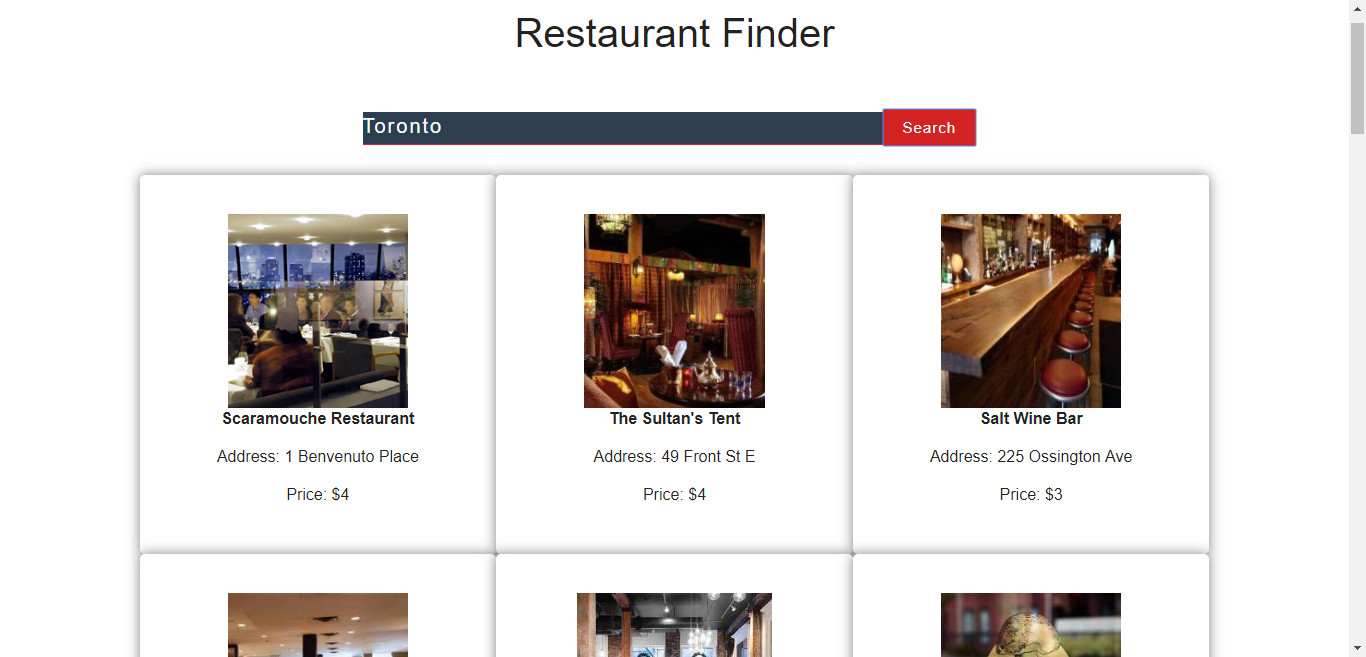 Restaurant Finder
Toronto
Search
Scaramouche Restaurant
Address: 1 Benvenuto Place
Price: $4
The Sultan's Tent
Address: 49 Front St E
Price: $4
Salt Wine Bar
Address: 225 Ossington Ave
Price: $3